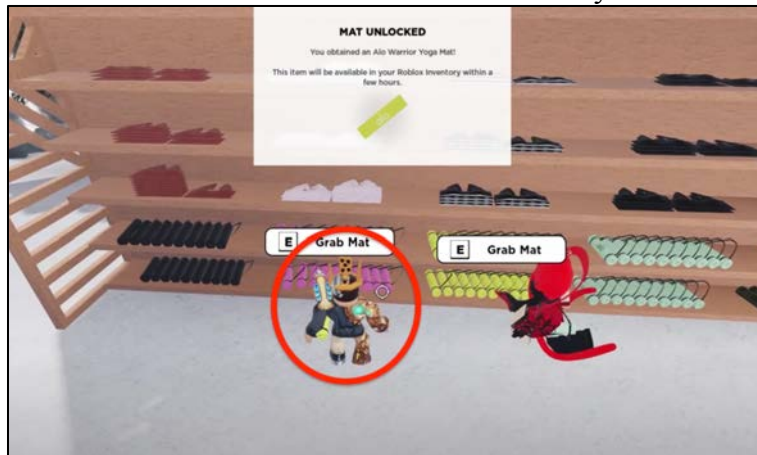 MAT UNLOCKED
You obtained an Alo Warrior Yoga Mat!
This item will be available in your Roblox Inventory within a
few hours.
alo
E Grab Mat
E Grab Mat